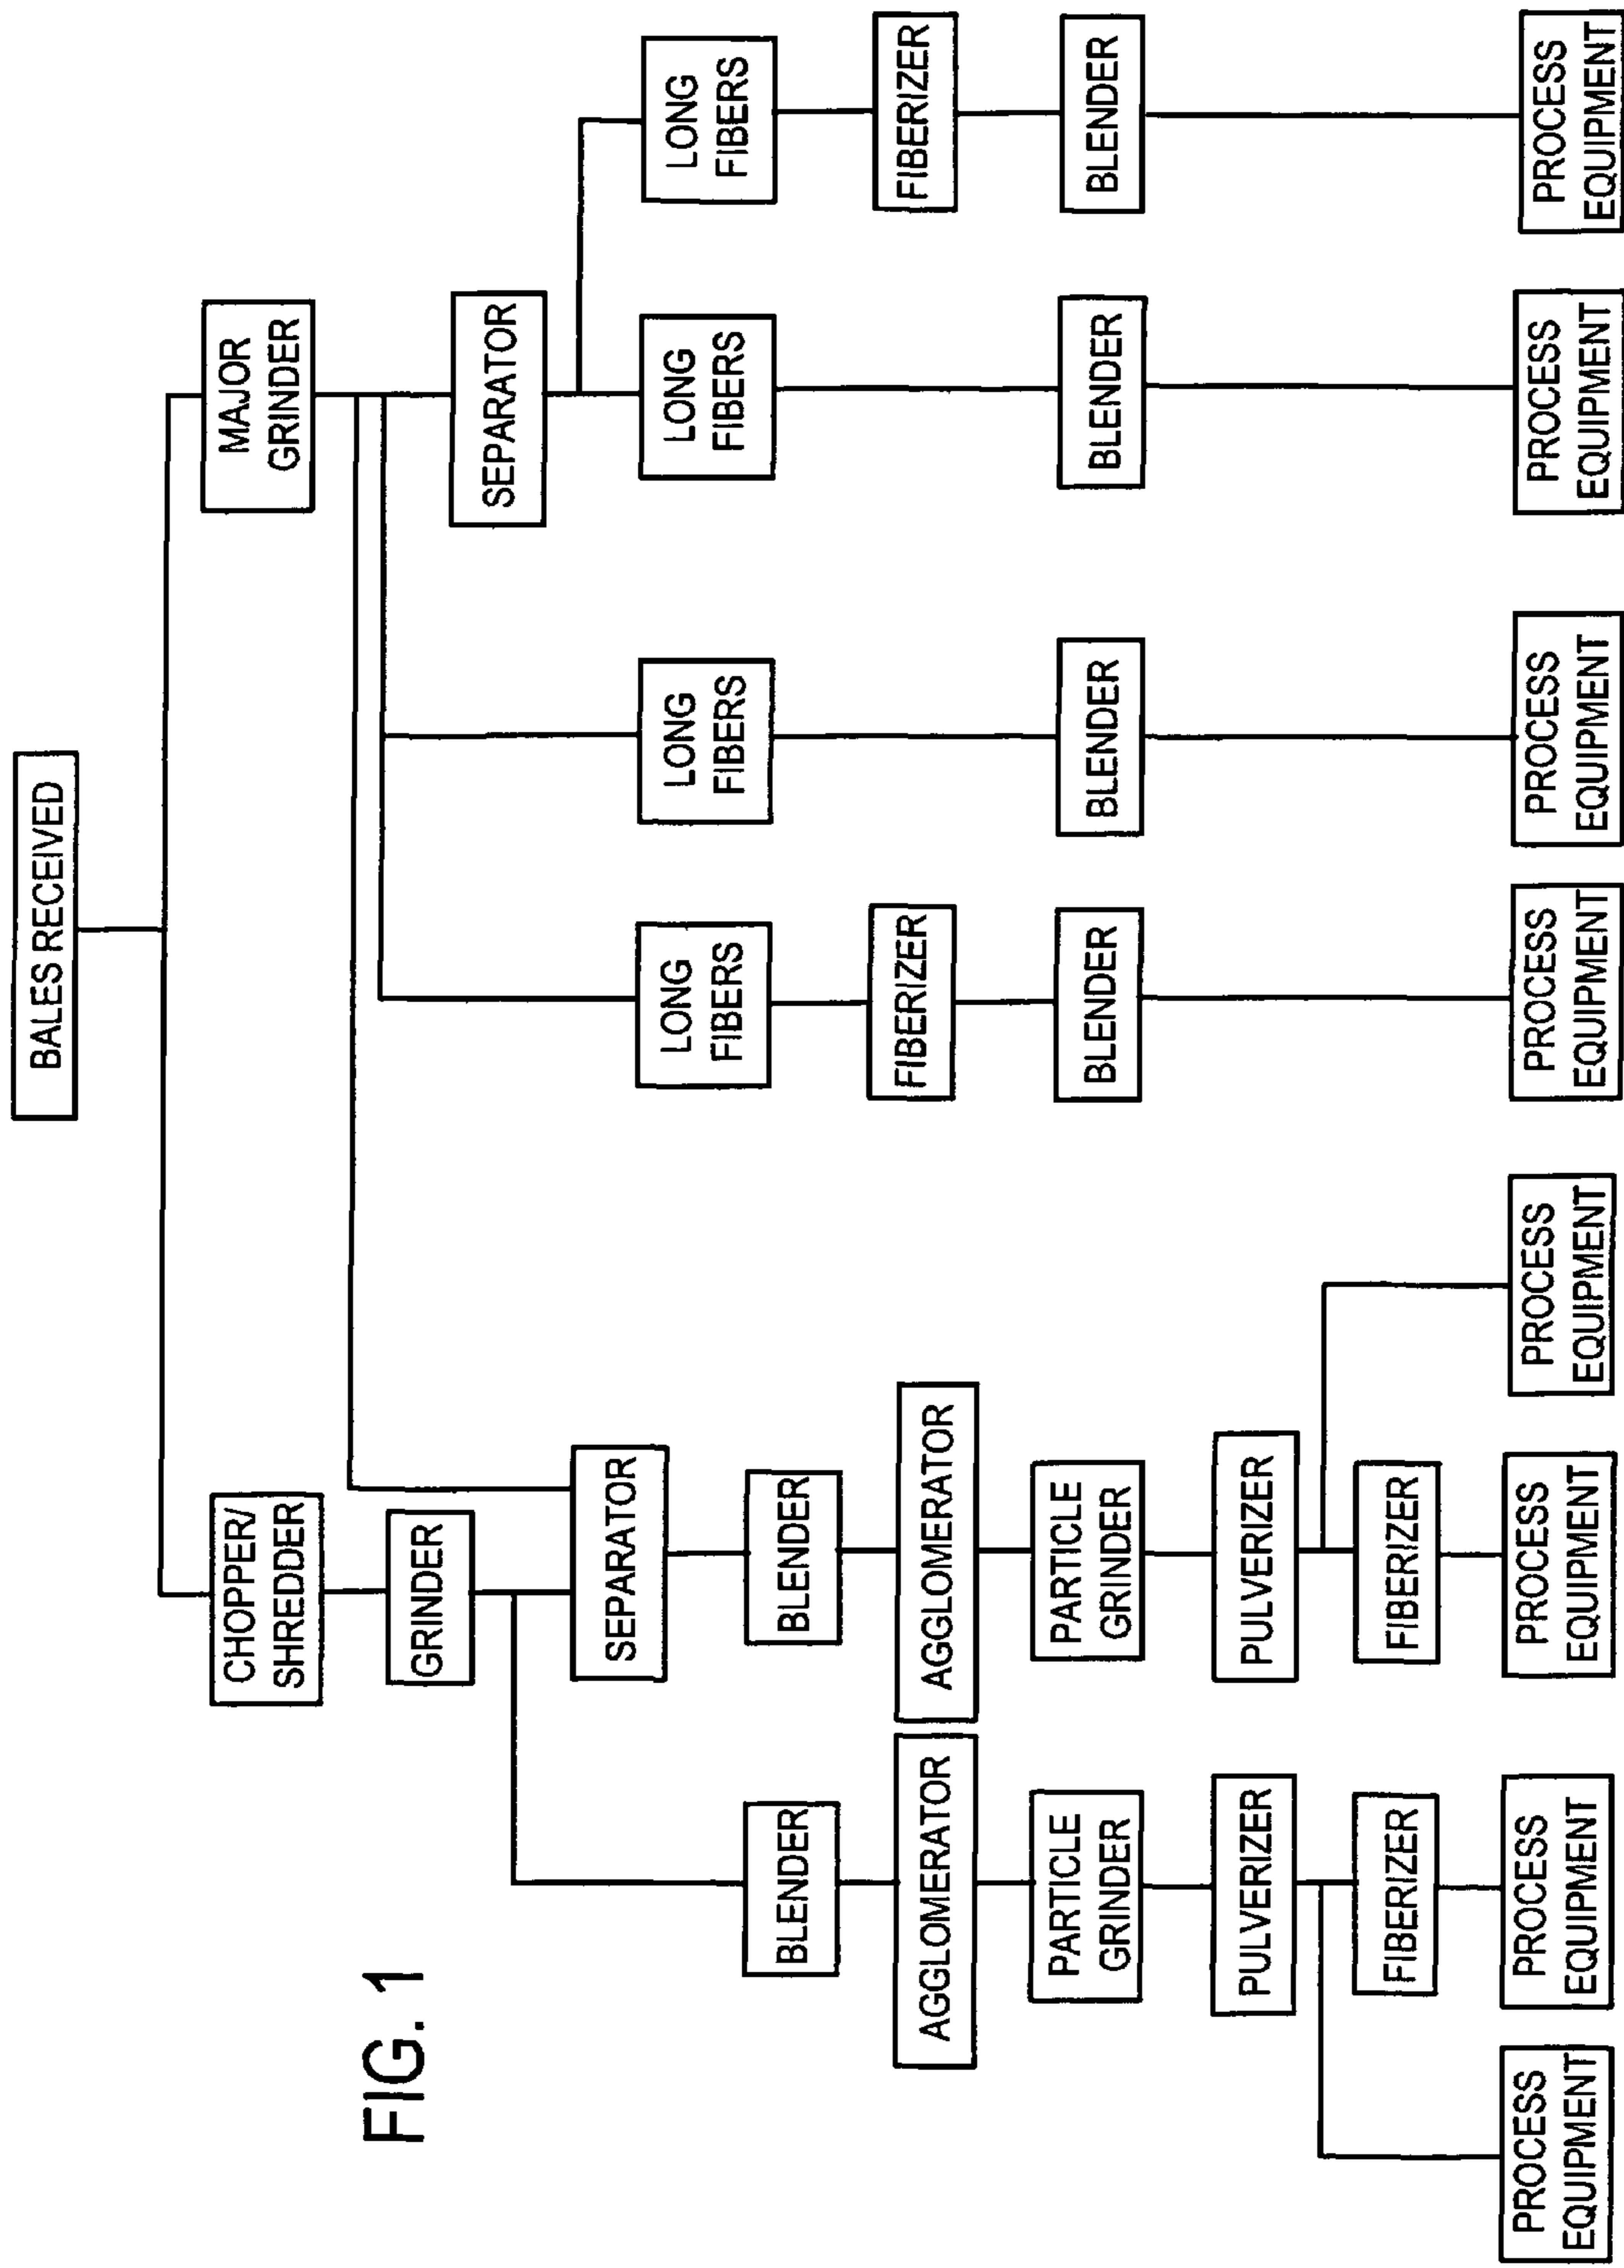 BALES RECEIVED
CHOPPER/
SHREDDER
MAJOR
GRINDER
FIG. 1
GRINDER
SEPARATOR
SEPARATOR
LONG
FIBERS
LONG
FIBERS
LONG
FIBERS
LONG
FIBERS
BLENDER
BLENDER
AGGLOMERATOR
AGGLOMERATOR
FIBERIZER
FIBERIZER
PARTICLE
GRINDER
PARTICLE
GRINDER
BLENDER
BLENDER
BLENDER
BLENDER
PULVERIZER
PULVERIZER
FIBERIZER
FIBERIZER
PROCESS
EQUIPMENT
PROCESS
EQUIPMENT
PROCESS
EQUIPMENT
PROCESS
EQUIPMENT
PROCESS
EQUIPMENT
PROCESS
EQUIPMENT
PROCESS
EQUIPMENT
PROCESS
EQUIPMENT